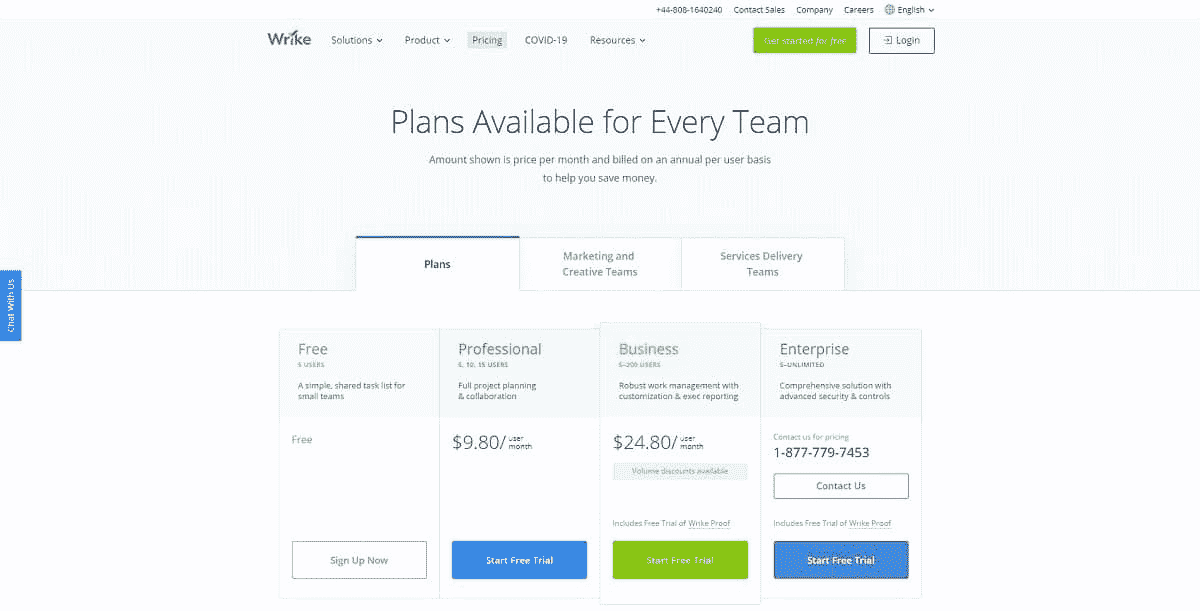 +44-808-1640240 Contact Sales Company Careers English
Wrike Solutions Product Pricing COVID-19 Resources Get started for free Login
Plans Available for Every Team
Amount shown is price per month and billed on an annual per user basis
to help you save money.
Plans
Marketing and
Creative Teams
Services Delivery
Teams
Chat With Us
Free
5 USERS
A simple, shared task list for
small teams
Free
Sign Up Now
Professional
5, 10, 15 USERS
Full project planning
& collaboration
$9.80/ user
month
Start Free Trial
Business
5–200 USERS
Robust work management with
customization & exec reporting
$24.80/ user
month
Volume discounts available
Includes Free Trial of Wrike Proof
Start Free Trial
Enterprise
5–UNLIMITED
Comprehensive solution with
advanced security & controls
Contact us for pricing
1-877-779-7453
Contact Us
Includes Free Trial of Wrike Proof
Start Free Trial